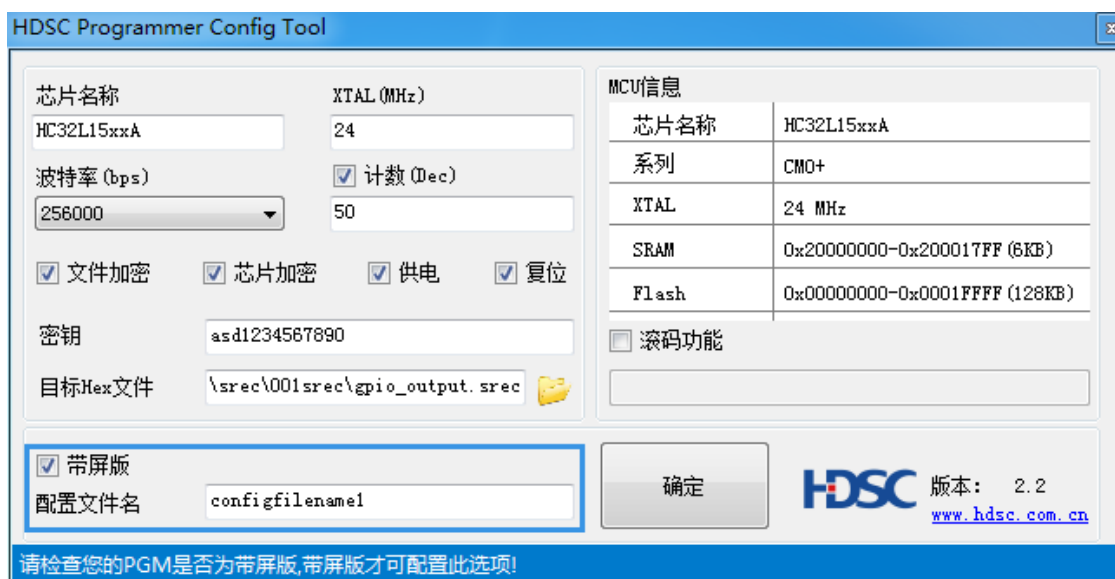 HDSC Programmer Config Tool
芯片名称
XTAL(MHz)
HC32L15xxA
24
波特率(bps)
计数(Dec)
256000
50
文件加密
芯片加密
供电
复位
密钥
asd1234567890
目标Hex文件
\srec\001srec\gpio_output.srec
MCU信息
芯片名称 HC32L15xxA
系列 CM0+
XTAL 24 MHz
SRAM 0x20000000-0x200017FF(6KB)
Flash 0x00000000-0x0001FFFF(128KB)
滚码功能
带屏版
配置文件名
configfilename1
确定
HDSC
版本： 2.2
www.hdsc.com.cn
请检查您的PGM是否为带屏版,带屏版才可配置此选项!